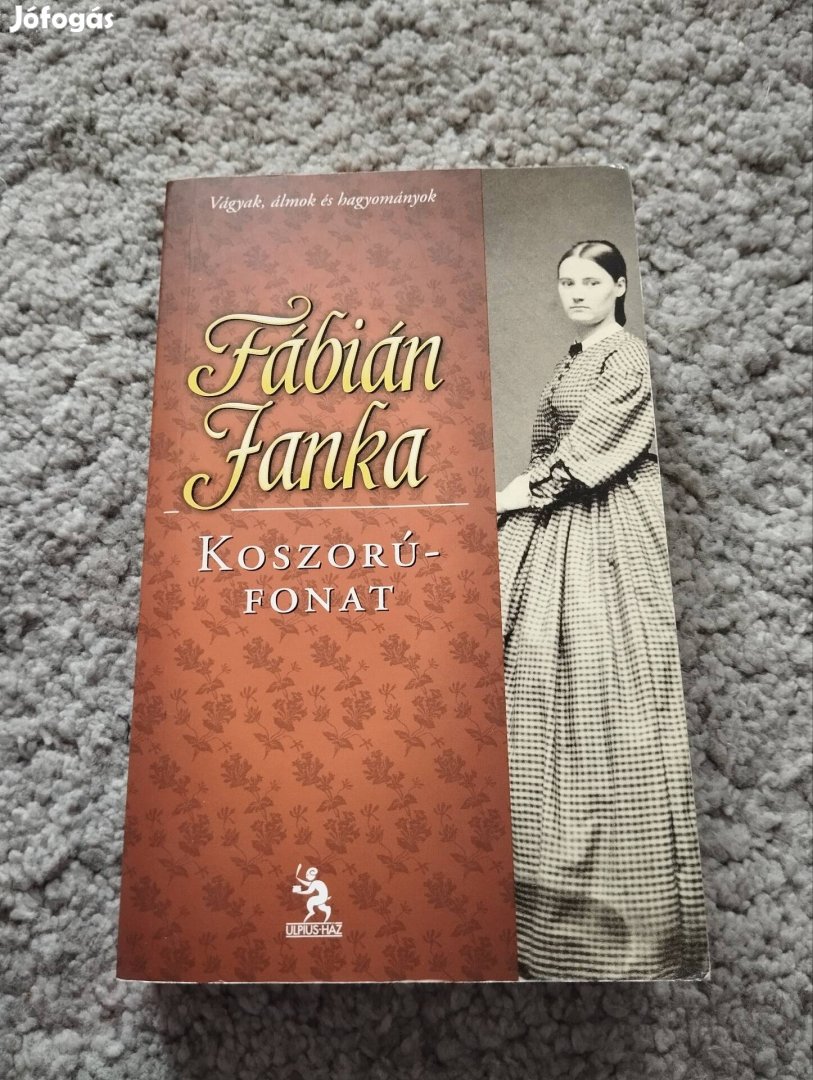 Jófogás
Vágyak, álmok és hagyományok
Fábián
Janka
KOSZORÚ-
FONAT
ULPIUS-HÁZ